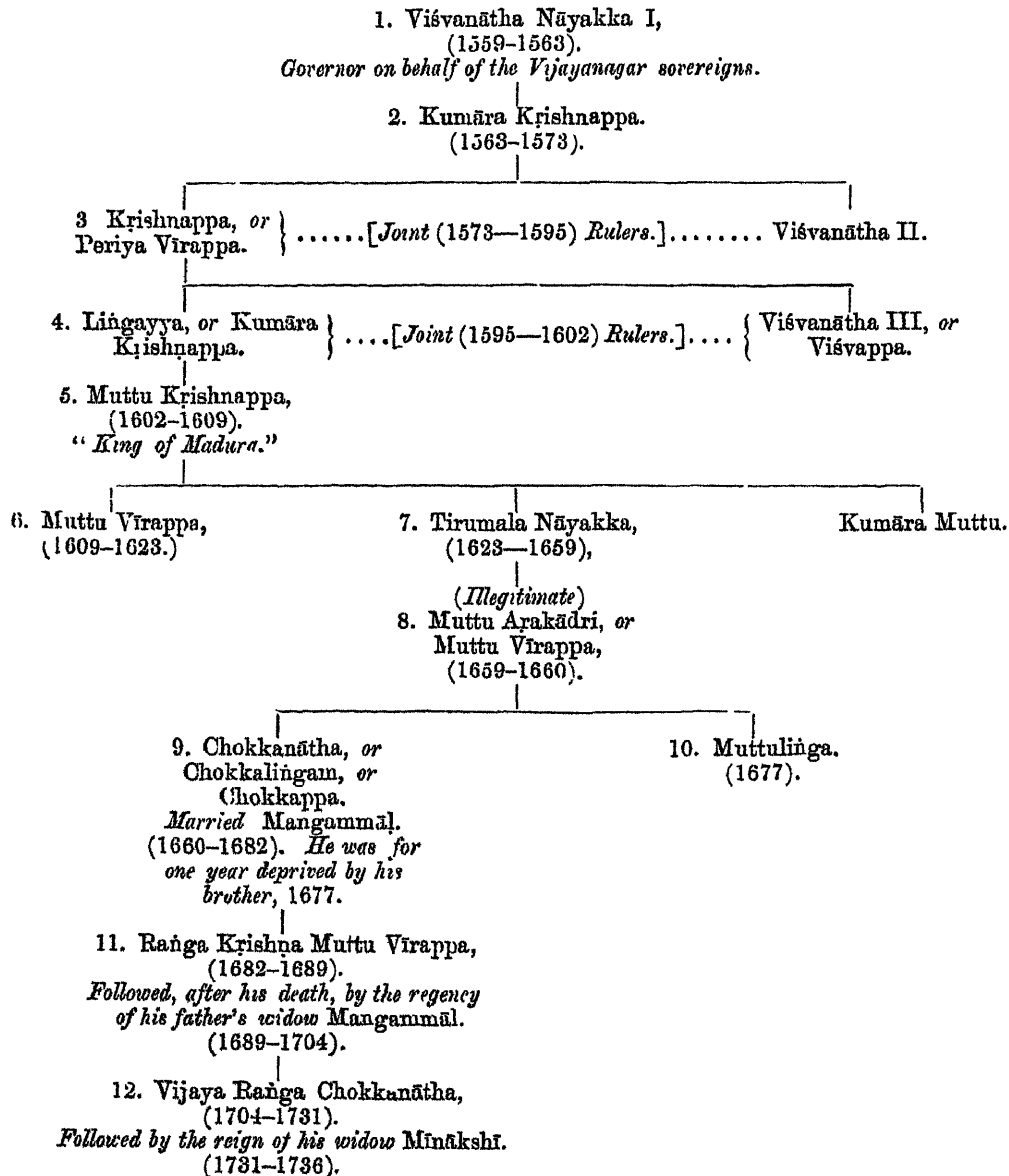 1. Viśvanātha Nāyakka I,
(1559–1563).
Governor on behalf of the Vijayanagar sovereigns.
2. Kumāra Kṛishnappa.
(1563–1573).
3 Kṛishnappa, or } ......[Joint (1573—1595) Rulers.]........ Viśvanātha II.
Periya Vīrappa.
4. Liṅgayya, or Kumāra } ....[Joint (1595—1602) Rulers.].... { Viśvanātha III, or
Kṛishṇappa. Viśvappa.
5. Muttu Kṛishnappa,
(1602–1609).
“King of Madura.”
6. Muttu Vīrappa, 7. Tirumala Nāyakka, Kumāra Muttu.
(1609–1623.) (1623—1659),
(Illegitimate)
8. Muttu Aṛakādri, or
Muttu Vīrappa,
(1659–1660).
9. Chokkanātha, or 10. Muttuliṅga.
Chokkaliṅgam, or (1677).
Chokkappa.
Married Mangammāḷ.
(1660–1682). He was for
one year deprived by his
brother, 1677.
11. Raṅga Kṛishṇa Muttu Vīrappa,
(1682–1689).
Followed, after his death, by the regency
of his father's widow Mangammāl.
(1689–1704).
12. Vijaya Raṅga Chokkanātha,
(1704–1731).
Followed by the reign of his widow Mīnākshī.
(1731–1736).